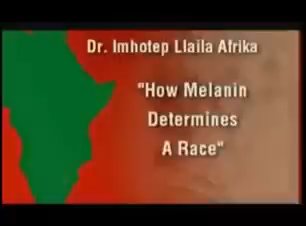 Dr. Imhotep Llaila Afrika
"How Melanin
Determines
A Race"